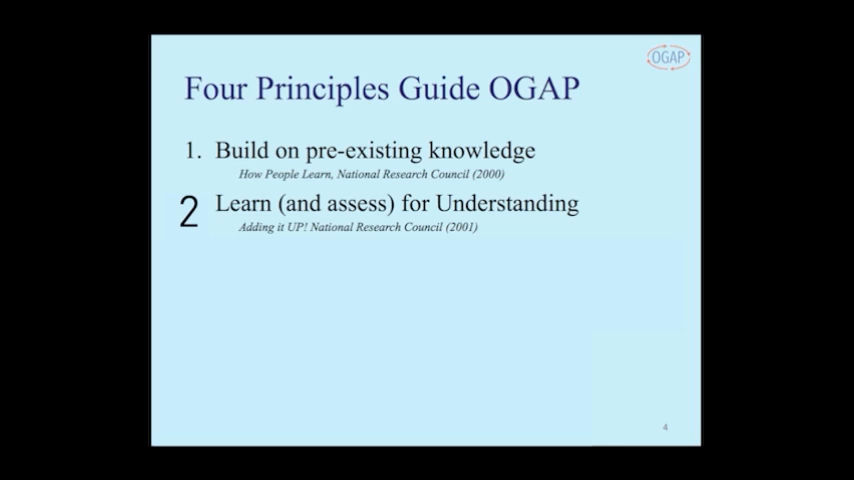 OGAP
Four Principles Guide OGAP
1. Build on pre-existing knowledge
How People Learn, National Research Council (2000)
2 Learn (and assess) for Understanding
Adding it UP! National Research Council (2001)
4